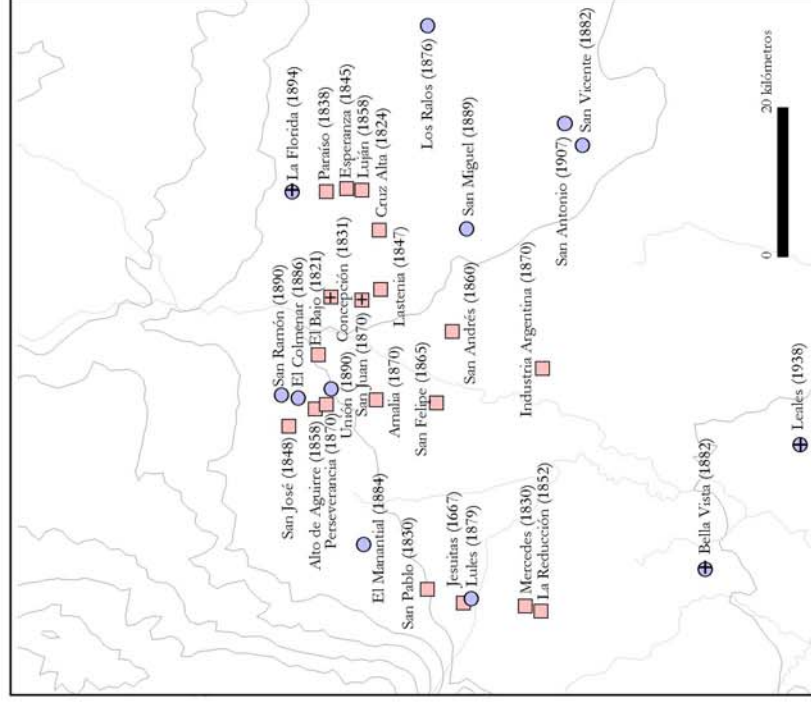 San Ramón (1890)
San José (1848)
La Florida (1894)
El Colmenar (1886)
Alto de Aguirre (1858)
El Bajo (1821)
Paraíso (1838)
Perseverancia (1870)
Concepción (1831)
Esperanza (1845)
Unión (1890)
San Juan (1870)
Luján (1858)
El Manantial (1884)
Cruz Alta (1824)
Amalia (1870)
Lastenia (1847)
San Pablo (1830)
San Felipe (1865)
Los Ralos (1876)
Jesuitas (1667)
San Andrés (1860)
San Miguel (1889)
Lules (1879)
Mercedes (1830)
Industria Argentina (1870)
La Reducción (1852)
San Antonio (1907)
San Vicente (1882)
Bella Vista (1882)
0 20 kilómetros
Leales (1938)